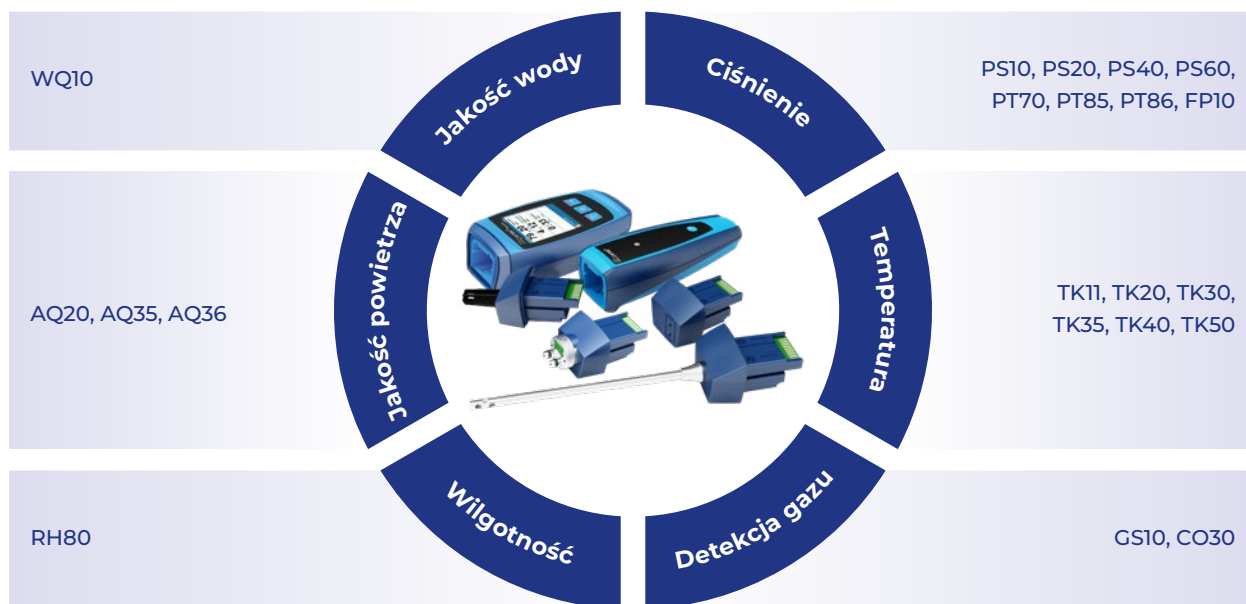 WQ10
Jakość wody
Ciśnienie
PS10, PS20, PS40, PS60,
PT70, PT85, PT86, FP10
AQ20, AQ35, AQ36
Jakość powietrza
Temperatura
TK11, TK20, TK30,
TK35, TK40, TK50
RH80
Wilgotność
Detekcja gazu
GS10, CO30